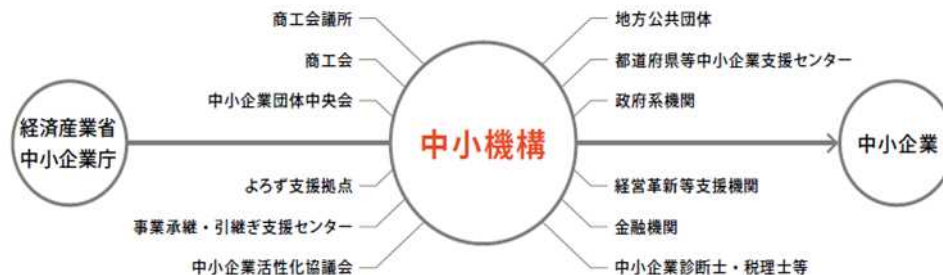 商工会議所
商工会
中小企業団体中央会
よろず支援拠点
事業承継・引継ぎ支援センター
中小企業活性化協議会
経済産業省
中小企業庁
中小機構
地方公共団体
都道府県等中小企業支援センター
政府系機関
経営革新等支援機関
金融機関
中小企業診断士・税理士等
中小企業